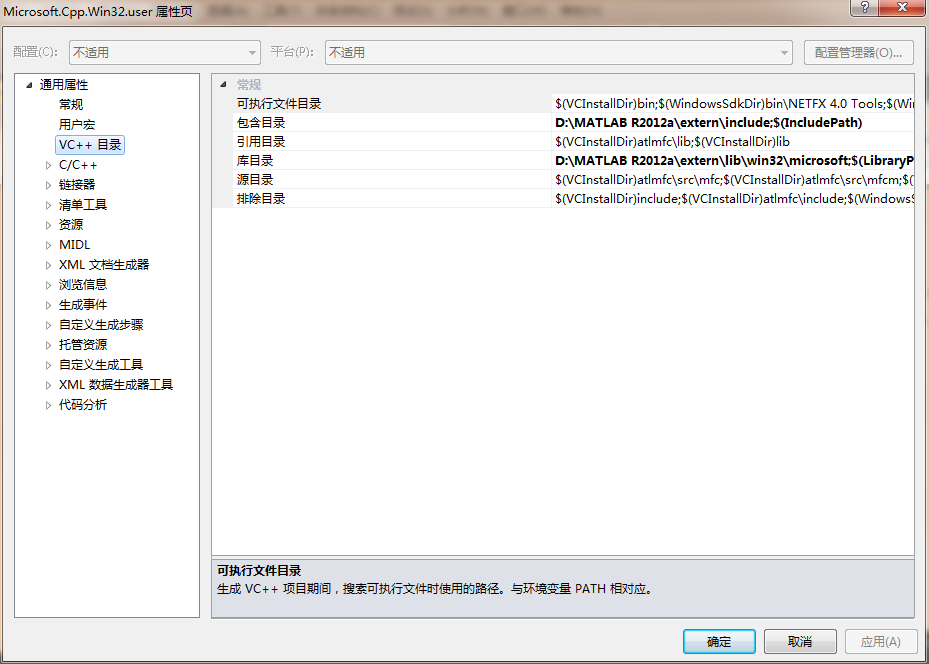 Microsoft.Cpp.Win32.user 属性页
配置(C): 不适用 平台(P): 不适用 配置管理器(O)...
通用属性
常规
用户宏
VC++ 目录
C/C++
链接器
清单工具
资源
MIDL
XML 文档生成器
浏览信息
生成事件
自定义生成步骤
托管资源
自定义生成工具
XML 数据生成器工具
代码分析
常规
可执行文件目录 $(VCInstallDir)bin;$(WindowsSdkDir)bin\NETFX 4.0 Tools;$(Win
包含目录 D:\MATLAB R2012a\extern\include;$(IncludePath)
引用目录 $(VCInstallDir)atlmfc\lib;$(VCInstallDir)lib
库目录 D:\MATLAB R2012a\extern\lib\win32\microsoft;$(LibraryP
源目录 $(VCInstallDir)atlmfc\src\mfc;$(VCInstallDir)atlmfc\src\mfcm;$(
排除目录 $(VCInstallDir)include;$(VCInstallDir)atlmfc\include;$(WindowsS
可执行文件目录
生成 VC++ 项目期间，搜索可执行文件时使用的路径。与环境变量 PATH 相对应。
确定 取消 应用(A)